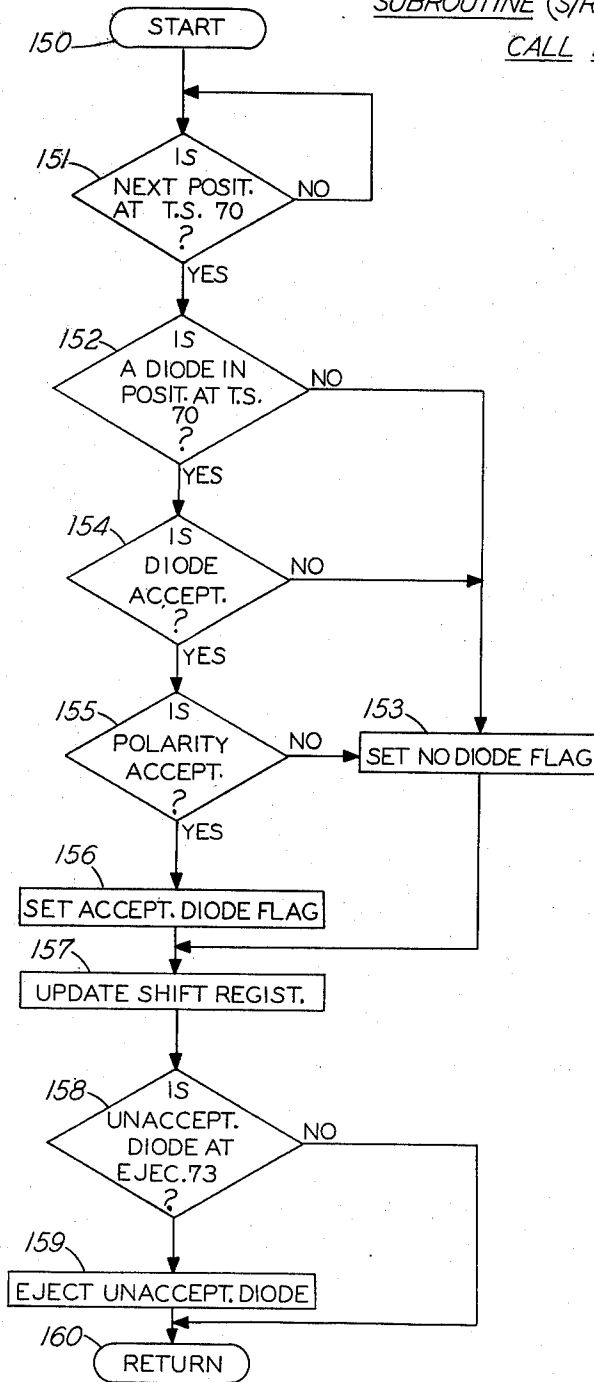 SUBROUTINE (S/R
CALL
150
START
151
IS
NEXT POSIT.
AT T.S. 70
?
NO
YES
152
IS
A DIODE IN
POSIT. AT T.S.
70
?
NO
YES
154
IS
DIODE
ACCEPT.
?
NO
YES
155
IS
POLARITY
ACCEPT.
?
NO
153
SET NO DIODE FLAG
YES
156
SET ACCEPT. DIODE FLAG
157
UPDATE SHIFT REGIST.
158
IS
UNACCEPT.
DIODE AT
EJEC. 73
?
NO
159
EJECT UNACCEPT. DIODE
160
RETURN